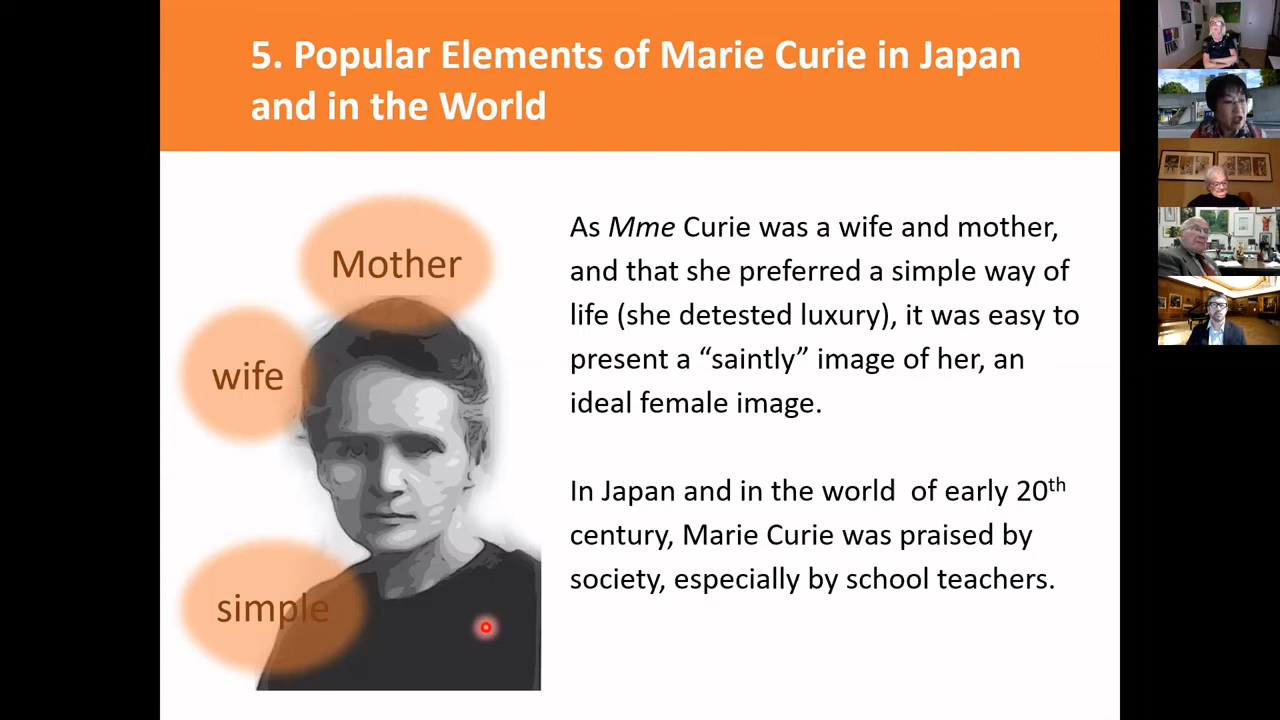 5. Popular Elements of Marie Curie in Japan
and in the World
Mother
wife
simple
As Mme Curie was a wife and mother,
and that she preferred a simple way of
life (she detested luxury), it was easy to
present a “saintly” image of her, an
ideal female image.
In Japan and in the world  of early 20th
century, Marie Curie was praised by
society, especially by school teachers.